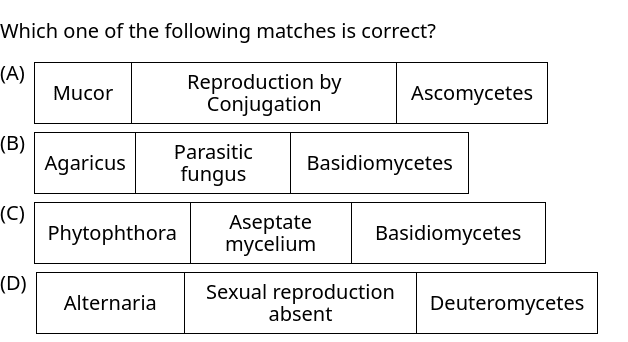 Which one of the following matches is correct?
(A) Mucor Reproduction by Conjugation Ascomycetes
(B) Agaricus Parasitic fungus Basidiomycetes
(C) Phytophthora Aseptate mycelium Basidiomycetes
(D) Alternaria Sexual reproduction absent Deuteromycetes